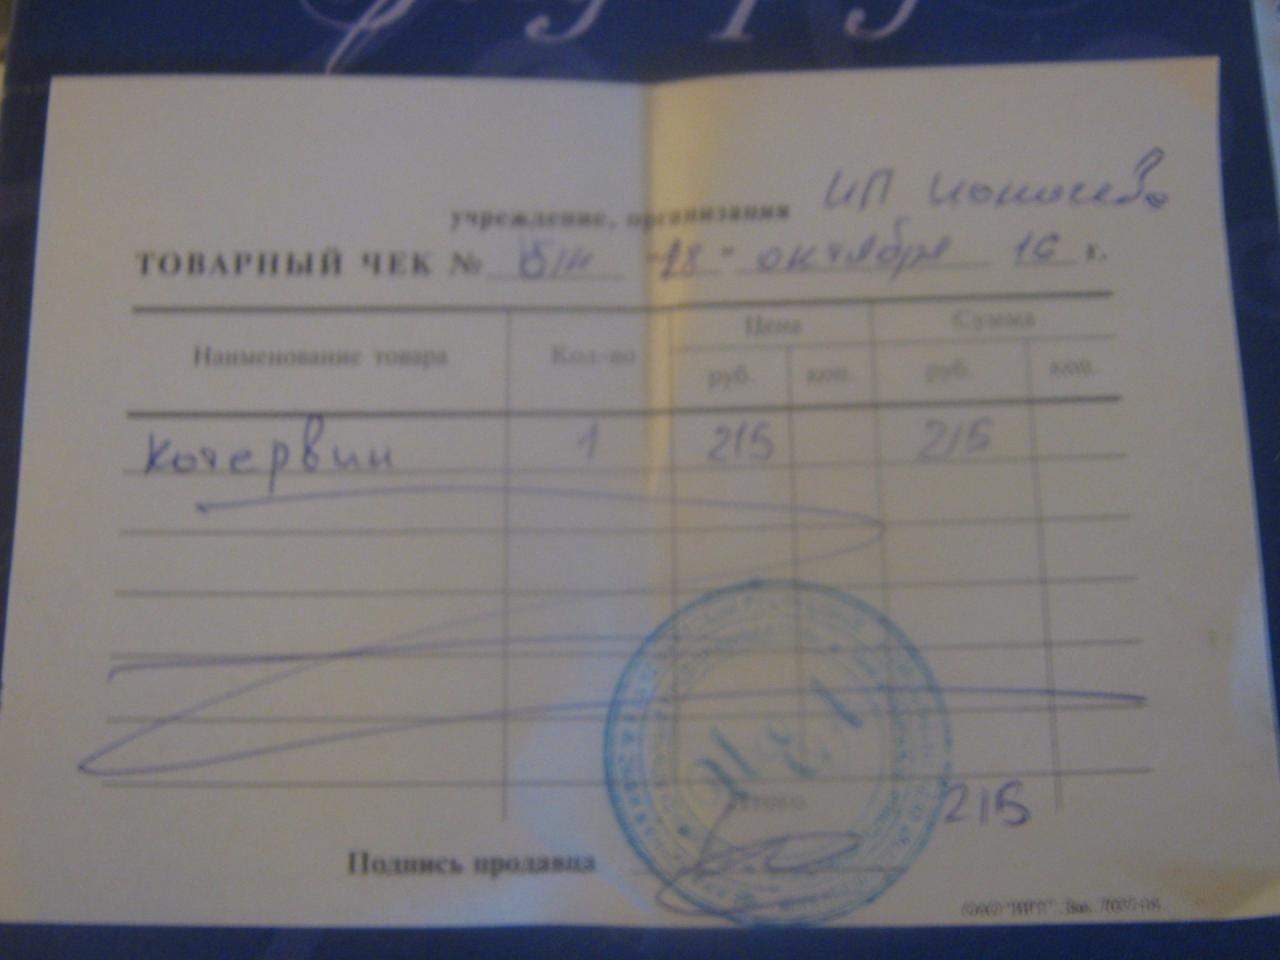 ИП
учреждение, организация
ТОВАРНЫЙ ЧЕК № б/н "18" октября 16 г.
Наименование товара Кол-во Цена Сумма
руб. коп. руб. коп.
Котервин 1 215 215
Итого 215
Подпись продавца